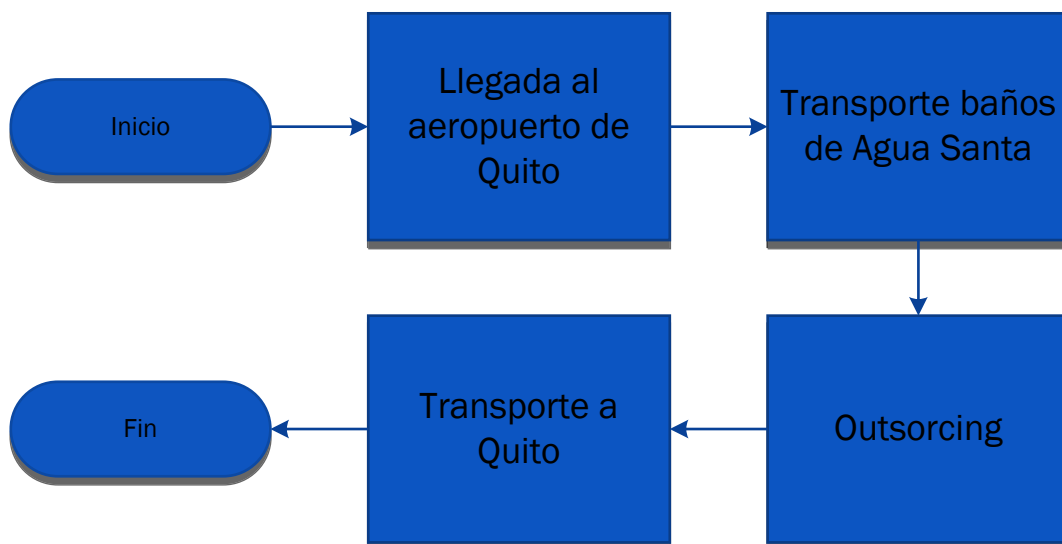 Inicio
Llegada al
aeropuerto de
Quito
Transporte baños
de Agua Santa
Outsorcing
Transporte a
Quito
Fin